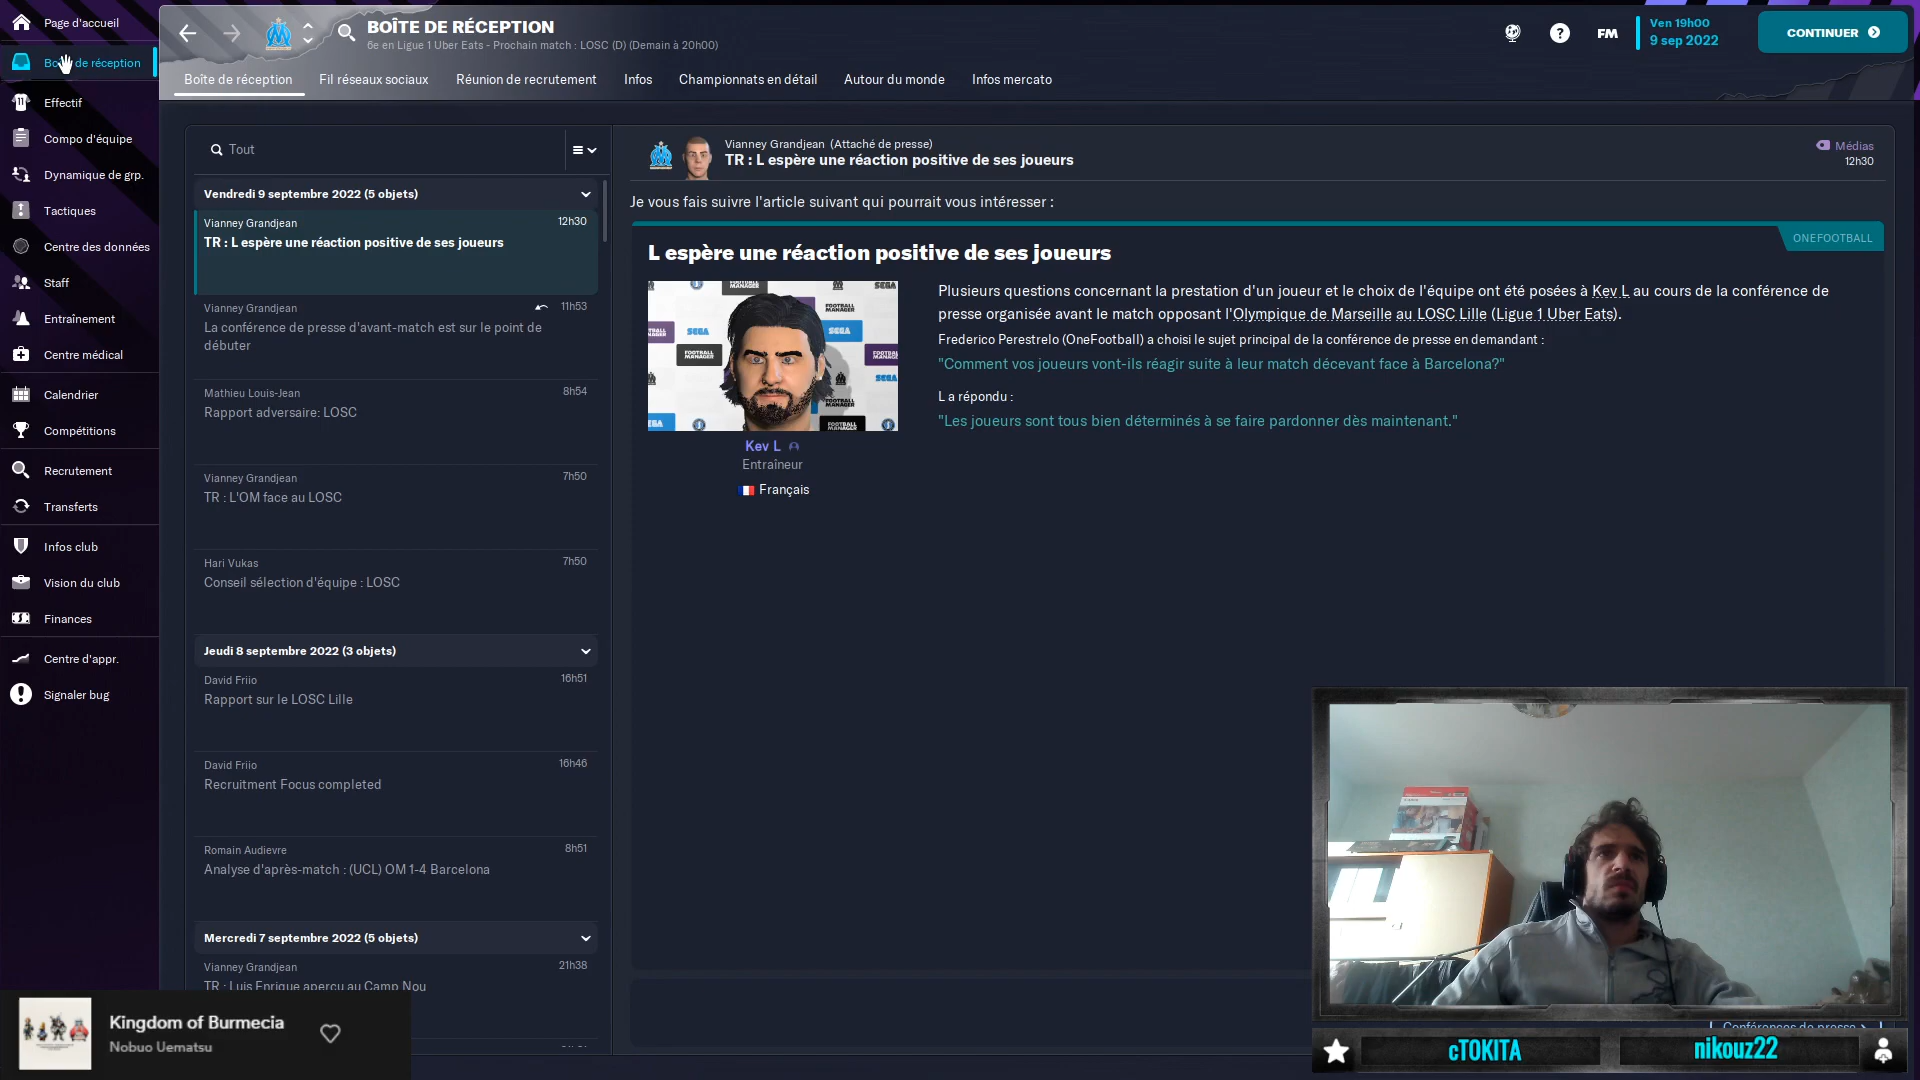 Page d'accueil
Boîte de réception
Effectif
Compo d'équipe
Dynamique de grp.
Tactiques
Centre des données
Staff
Entraînement
Centre médical
Calendrier
Compétitions
Recrutement
Transferts
Infos club
Vision du club
Finances
Centre d'appr.
Signaler bug
BOÎTE DE RÉCEPTION
6e en Ligue 1 Uber Eats - Prochain match : LOSC (D) (Demain à 20h00)
FM
Ven 19h00
9 sep 2022
CONTINUER
Boîte de réception
Fil réseaux sociaux
Réunion de recrutement
Infos
Championnats en détail
Autour du monde
Infos mercato
Tout
Vendredi 9 septembre 2022 (5 objets)
Vianney Grandjean
12h30
TR : L espère une réaction positive de ses joueurs
Vianney Grandjean
11h53
La conférence de presse d'avant-match est sur le point de
débuter
Mathieu Louis-Jean
8h54
Rapport adversaire: LOSC
Vianney Grandjean
7h50
TR : L'OM face au LOSC
Hari Vukas
7h50
Conseil sélection d'équipe : LOSC
Jeudi 8 septembre 2022 (3 objets)
David Friio
16h51
Rapport sur le LOSC Lille
David Friio
16h46
Recruitment Focus completed
Romain Audievre
8h51
Analyse d'après-match : (UCL) OM 1-4 Barcelona
Mercredi 7 septembre 2022 (5 objets)
Vianney Grandjean
21h38
TR : Luis Enrique aperçu au Camp Nou
Vianney Grandjean (Attaché de presse)
TR : L espère une réaction positive de ses joueurs
Médias
12h30
Je vous fais suivre l'article suivant qui pourrait vous intéresser :
ONEFOOTBALL
L espère une réaction positive de ses joueurs
FOOTBALL MANAGER
SEGA
Kev L
Entraîneur
Français
Plusieurs questions concernant la prestation d'un joueur et le choix de l'équipe ont été posées à Kev L au cours de la conférence de
presse organisée avant le match opposant l'Olympique de Marseille au LOSC Lille (Ligue 1 Uber Eats).
Frederico Perestrelo (OneFootball) a choisi le sujet principal de la conférence de presse en demandant :
"Comment vos joueurs vont-ils réagir suite à leur match décevant face à Barcelona?"
L a répondu :
"Les joueurs sont tous bien déterminés à se faire pardonner dès maintenant."
Conférences de presse >
Kingdom of Burmecia
Nobuo Uematsu
cTOKITA
nikouz22